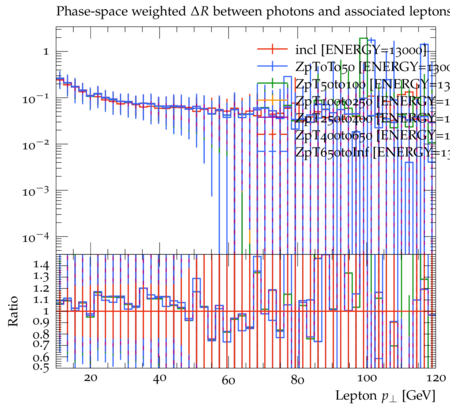 Phase-space weighted ΔR between photons and associated leptons
1
10⁻¹
10⁻²
10⁻³
10⁻⁴
incl [ENERGY=13000]
ZpT0to50 [ENERGY=1300
ZpT50to100 [ENERGY=13
ZpT100to250 [ENERGY=1
ZpT250to400 [ENERGY=1
ZpT400to650 [ENERGY=1
ZpT650toInf [ENERGY=13
Ratio
1.4
1.3
1.2
1.1
1
0.9
0.8
0.7
0.6
0.5
20 40 60 80 100 120
Lepton p⊥ [GeV]